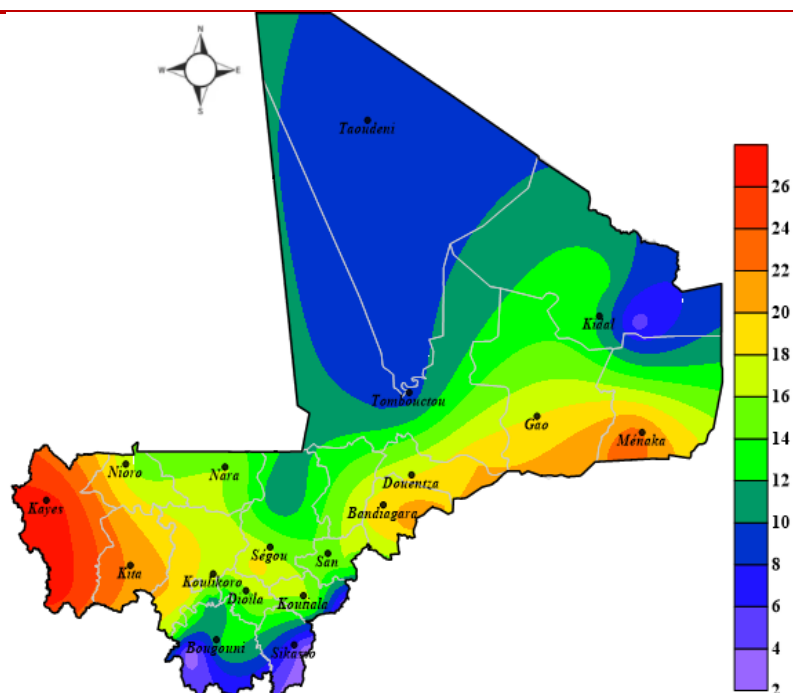 N
W E
S
Taoudeni
Kidal
Tombouctou
Gao
Ménaka
Nioro
Nara
Douentza
Kayes
Bandiagara
Ségou
San
Kita
Koulikoro
Dioila
Koutiala
Bougouni
Sikasso
26
24
22
20
18
16
14
12
10
8
6
4
2